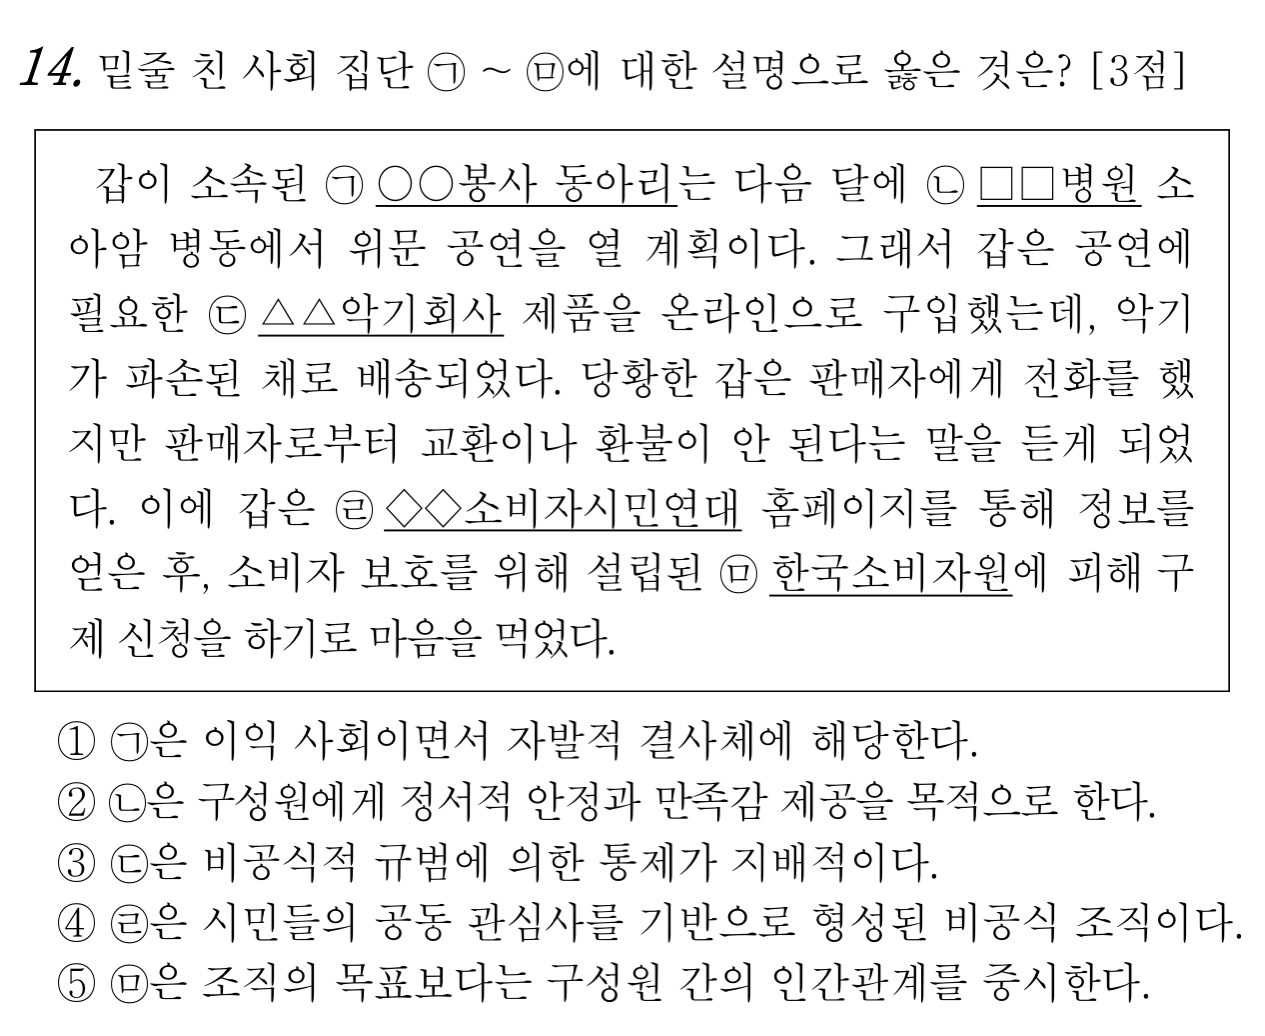 14. 밑줄 친 사회 집단 ㉠ ~ ㉤에 대한 설명으로 옳은 것은? [3점]
갑이 소속된 ㉠ ○○봉사 동아리는 다음 달에 ㉡ □□병원 소
아암 병동에서 위문 공연을 열 계획이다. 그래서 갑은 공연에
필요한 ㉢ △△악기회사 제품을 온라인으로 구입했는데, 악기
가 파손된 채로 배송되었다. 당황한 갑은 판매자에게 전화를 했
지만 판매자로부터 교환이나 환불이 안 된다는 말을 듣게 되었
다. 이에 갑은 ㉣ ◇◇소비자시민연대 홈페이지를 통해 정보를
얻은 후, 소비자 보호를 위해 설립된 ㉤ 한국소비자원에 피해 구
제 신청을 하기로 마음을 먹었다.
① ㉠은 이익 사회이면서 자발적 결사체에 해당한다.
② ㉡은 구성원에게 정서적 안정과 만족감 제공을 목적으로 한다.
③ ㉢은 비공식적 규범에 의한 통제가 지배적이다.
④ ㉣은 시민들의 공동 관심사를 기반으로 형성된 비공식 조직이다.
⑤ ㉤은 조직의 목표보다는 구성원 간의 인간관계를 중시한다.